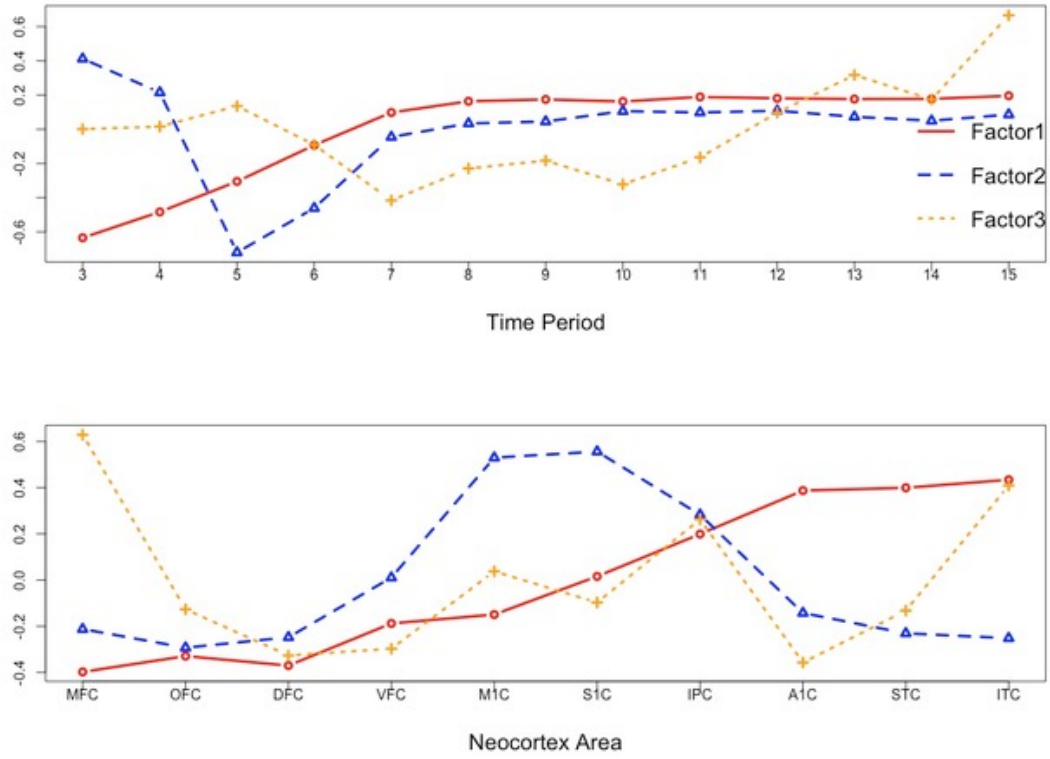 0.6
0.4
0.2
-0.2
-0.6
Factor1
Factor2
Factor3
3 4 5 6 7 8 9 10 11 12 13 14 15
Time Period
0.6
0.4
0.2
0.0
-0.2
-0.4
MFC OFC DFC VFC M1C S1C IPC A1C STC ITC
Neocortex Area